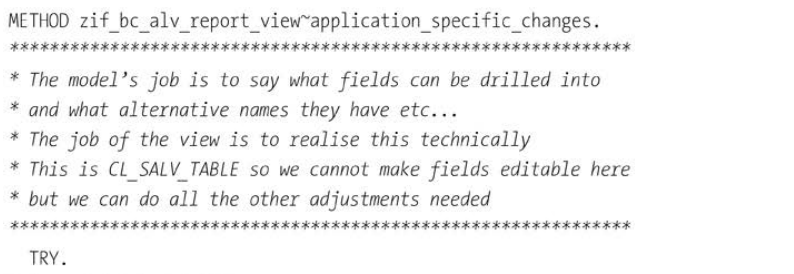 METHOD zif_bc_alv_report_view~application_specific_changes.
**************************************************************
* The model’s job is to say what fields can be drilled into
* and what alternative names they have etc...
* The job of the view is to realise this technically
* This is CL_SALV_TABLE so we cannot make fields editable here
* but we can do all the other adjustments needed
**************************************************************
TRY.